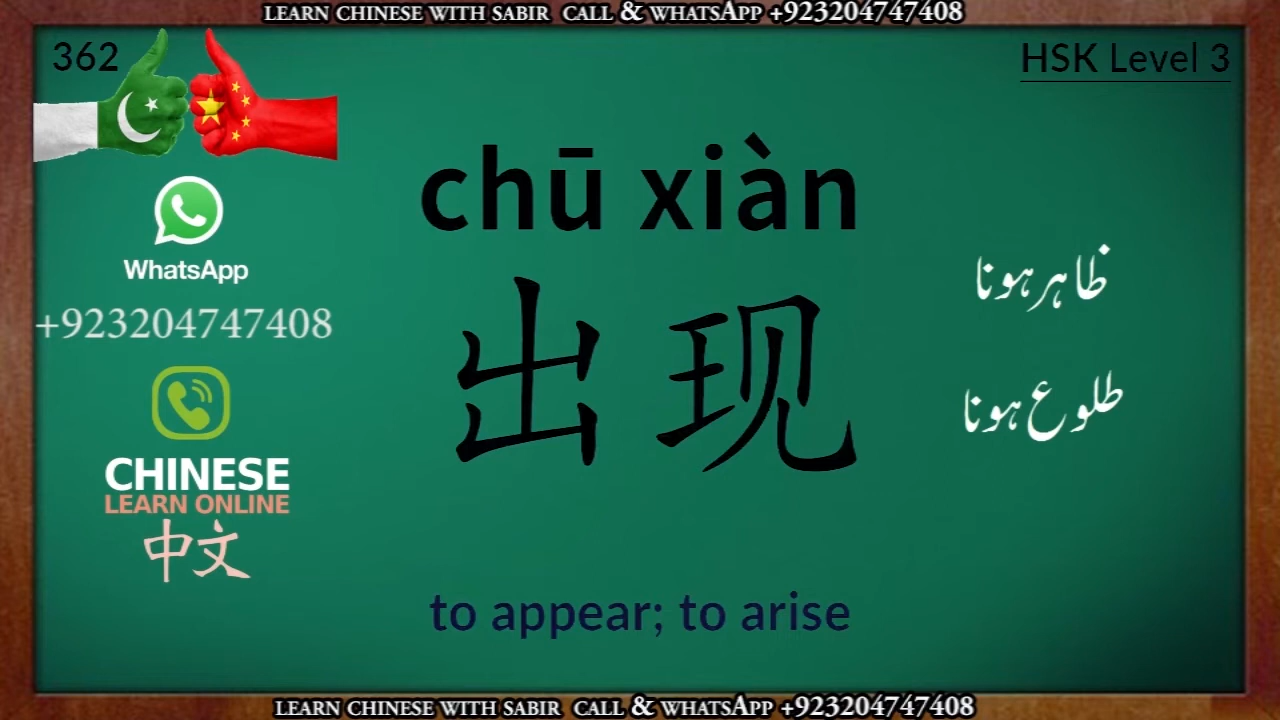 LEARN CHINESE WITH SABIR CALL & WHATSAPP +923204747408
362
HSK Level 3
chū xiàn
WhatsApp
ظاہر ہونا
+923204747408
出现
طلوع ہونا
CHINESE
LEARN ONLINE
中文
to appear; to arise
LEARN CHINESE WITH SABIR CALL & WHATSAPP +923204747408